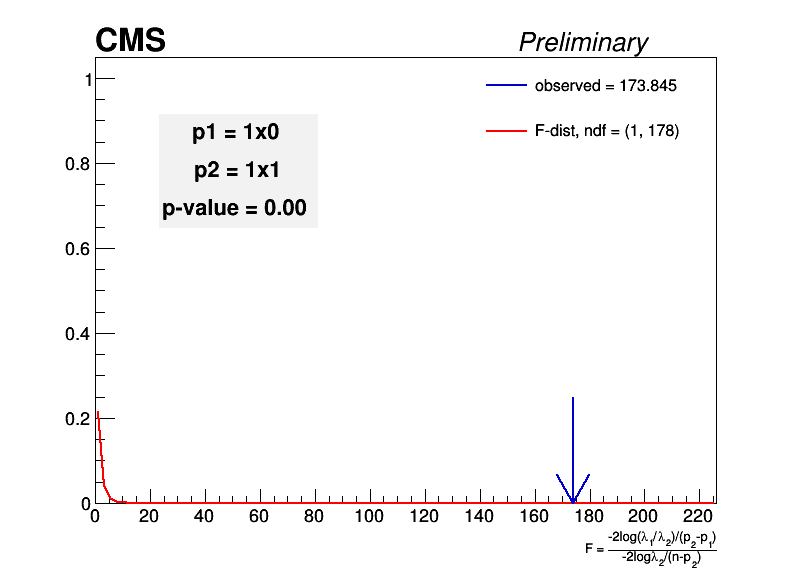 CMS Preliminary
observed = 173.845
F-dist, ndf = (1, 178)
p1 = 1x0
p2 = 1x1
p-value = 0.00
1
0.8
0.6
0.4
0.2
0
0 20 40 60 80 100 120 140 160 180 200 220
F = -2log(λ1/λ2)/(p2-p1)
-2logλ2/(n-p2)